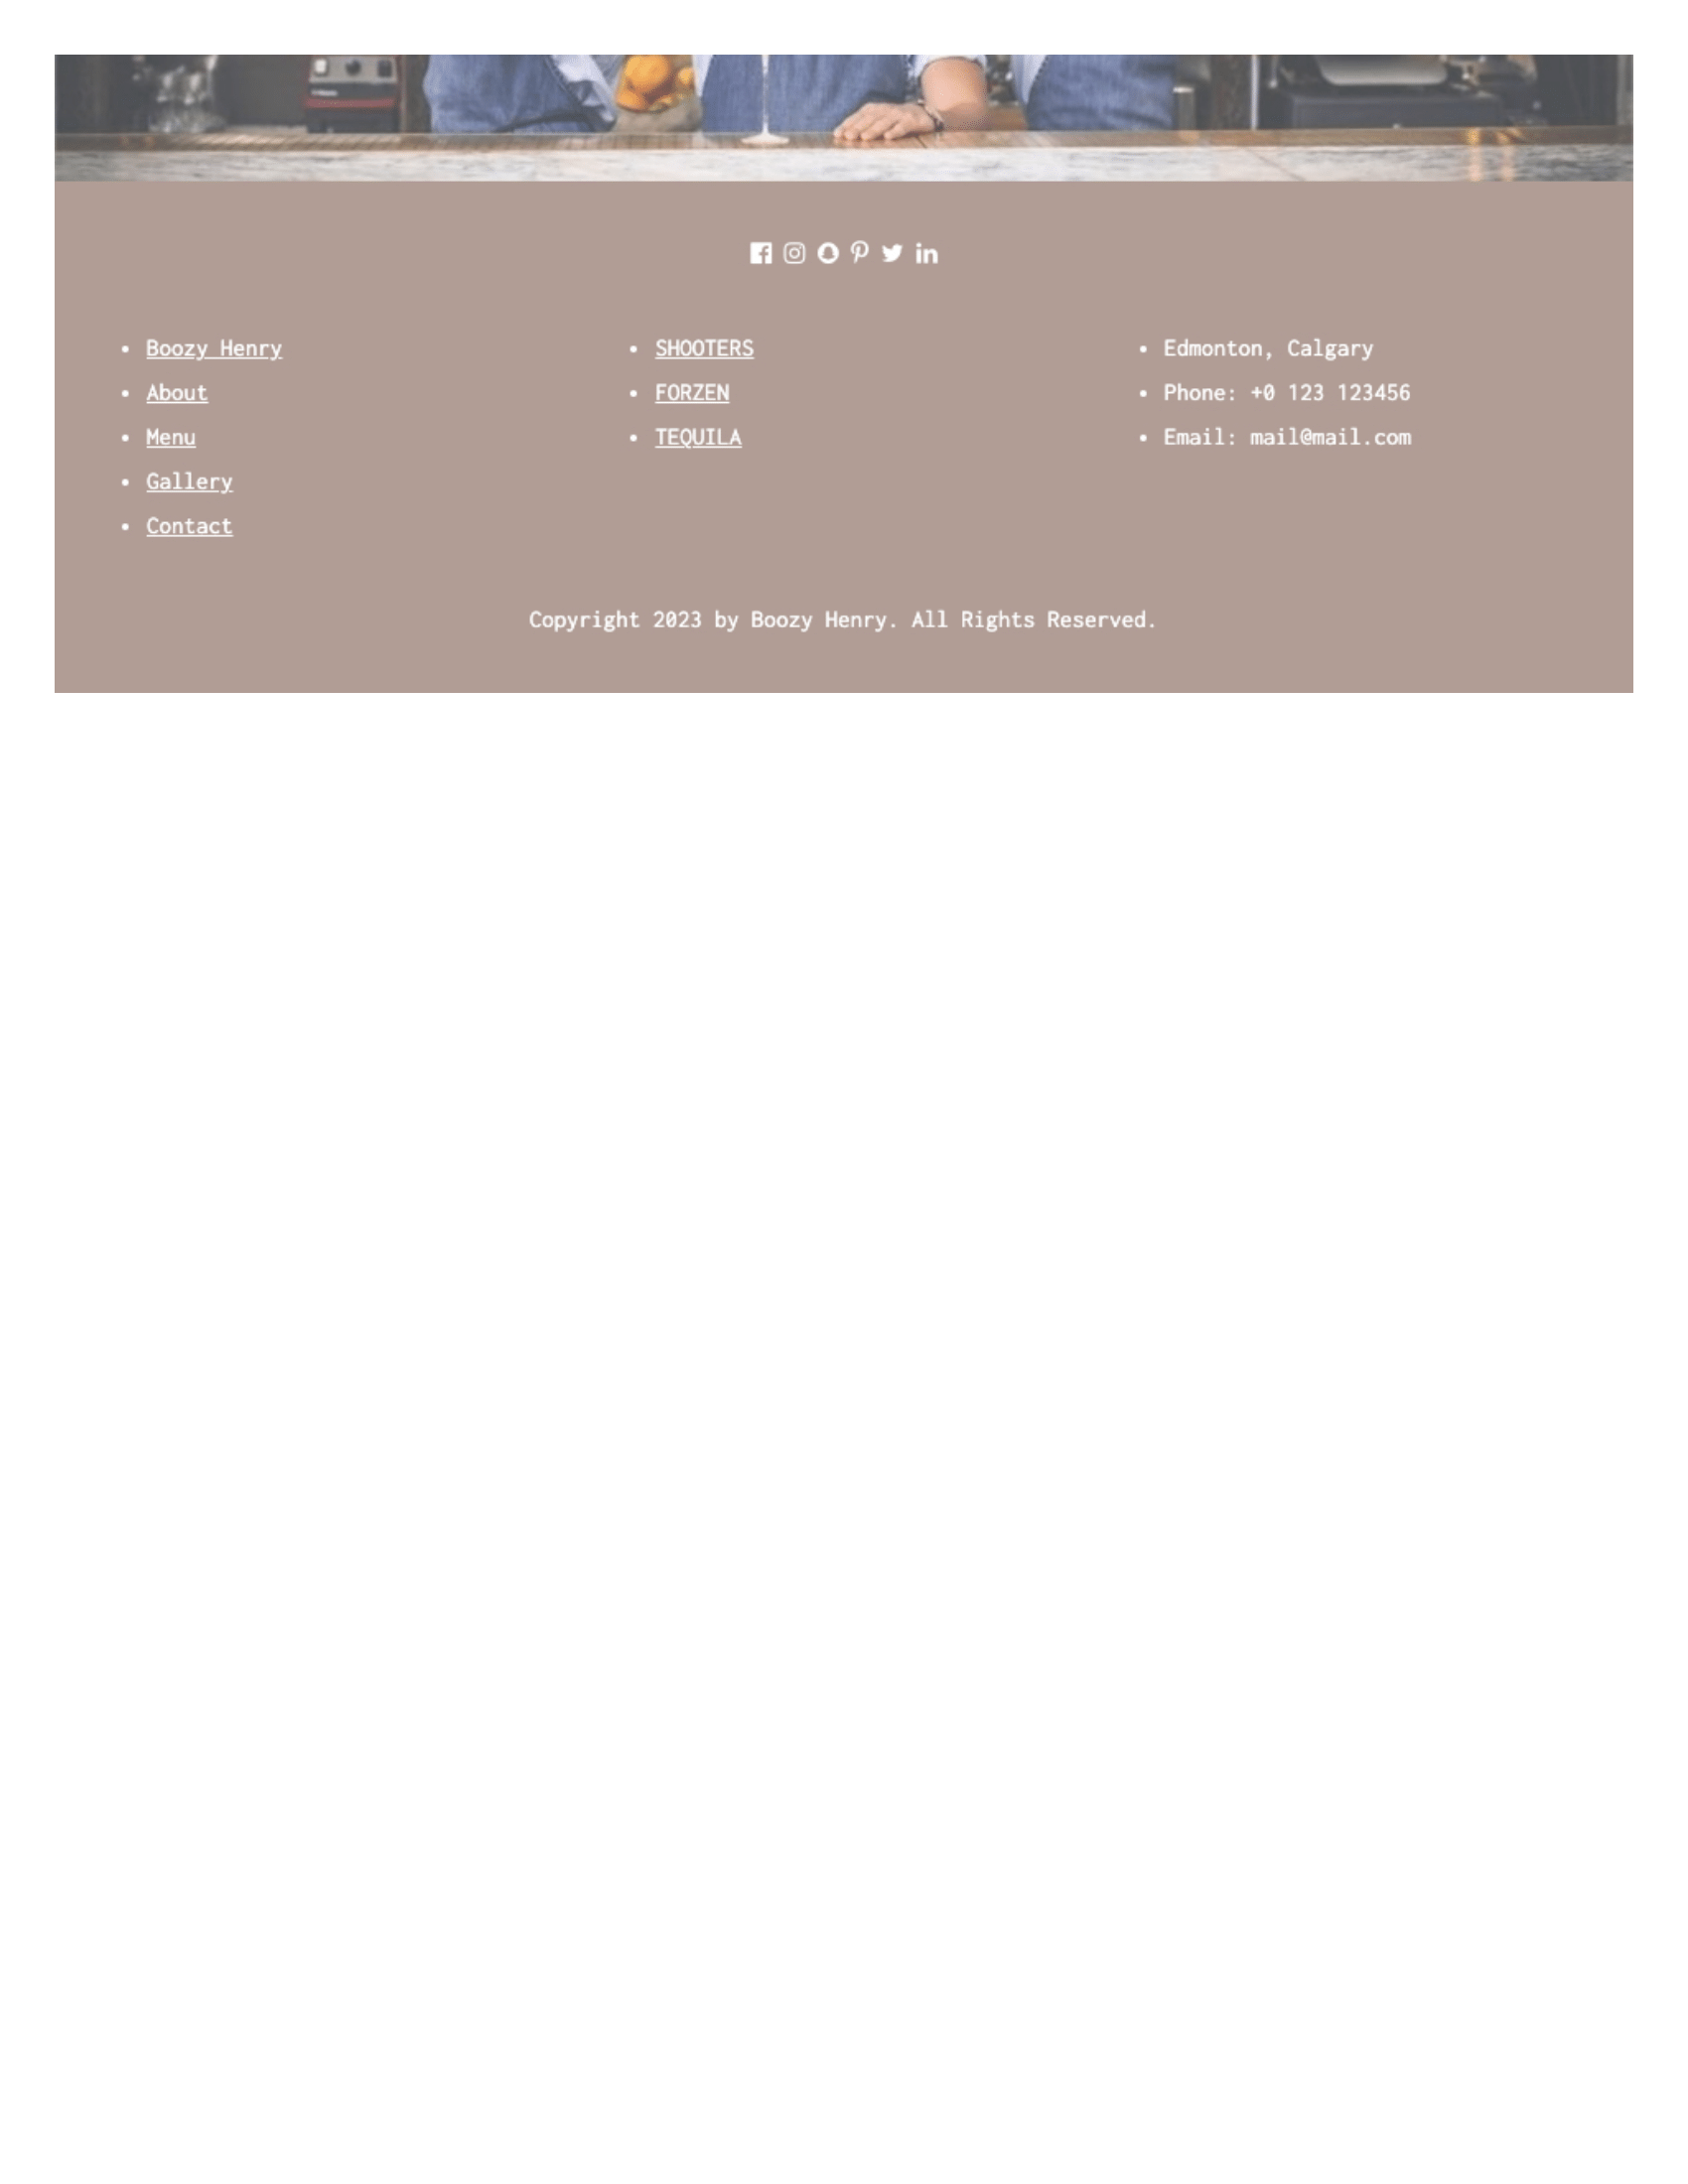 Boozy Henry
About
Menu
Gallery
Contact
SHOOTERS
FORZEN
TEQUILA
Edmonton, Calgary
Phone: +0 123 123456
Email: mail@mail.com
Copyright 2023 by Boozy Henry. All Rights Reserved.